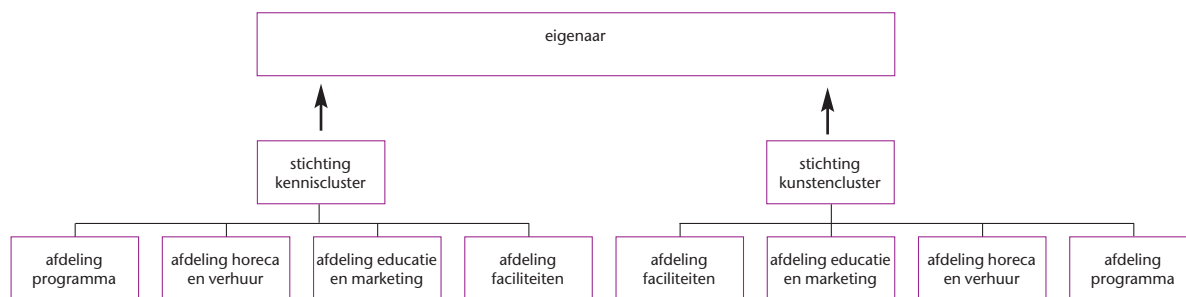 eigenaar
stichting
kenniscluster
stichting
kunstencluster
afdeling
programma
afdeling horeca
en verhuur
afdeling educatie
en marketing
afdeling
faciliteiten
afdeling
faciliteiten
afdeling educatie
en marketing
afdeling horeca
en verhuur
afdeling
programma